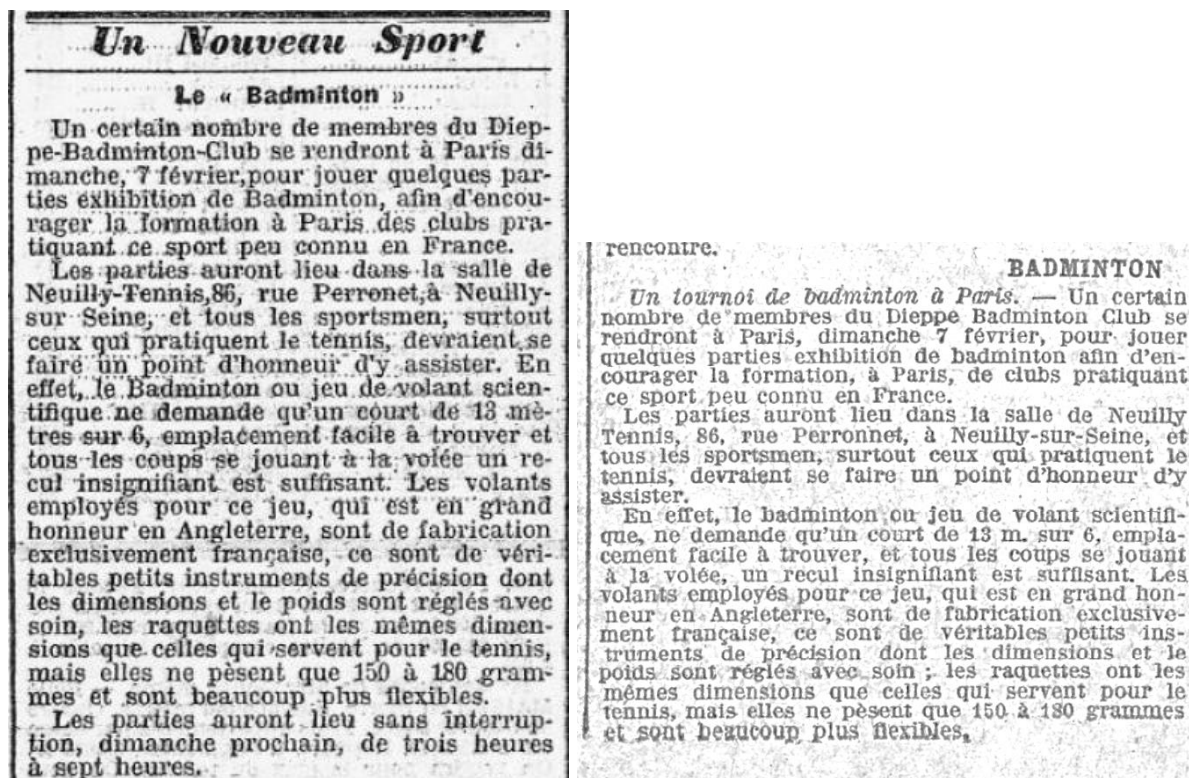 Un Nouveau Sport
Le « Badminton »
Un certain nombre de membres du Diep-
pe-Badminton-Club se rendront à Paris di-
manche, 7 février,pour jouer quelques par-
ties exhibition de Badminton, afin d'encou-
rager la formation à Paris des clubs pra-
tiquant ce sport peu connu en France.
Les parties auront lieu dans la salle de
Neuilly-Tennis,86, rue Perronet,à Neuilly-
sur Seine, et tous les sportsmen, surtout
ceux qui pratiquent le tennis, devraient se
faire un point d'honneur d'y assister. En
effet, le Badminton ou jeu de volant scien-
tifique ne demande qu'un court de 13 mè-
tres sur 6, emplacement facile à trouver et
tous les coups se jouant à la volée un re-
cul insignifiant est suffisant. Les volants
employés pour ce jeu, qui est en grand
honneur en Angleterre, sont de fabrication
exclusivement française, ce sont de véri-
tables petits instruments de précision dont
les dimensions et le poids sont réglés avec
soin, les raquettes ont les mêmes dimen-
sions que celles qui servent pour le tennis,
mais elles ne pèsent que 150 à 180 gram-
mes et sont beaucoup plus flexibles.
Les parties auront lieu sans interrup-
tion, dimanche prochain, de trois heures
à sept heures.
rencontre.
BADMINTON
Un tournoi de badminton à Paris. — Un certain
nombre de membres du Dieppe Badminton Club se
rendront à Paris, dimanche 7 février, pour jouer
quelques parties exhibition de badminton afin d'en-
courager la formation, à Paris, de clubs pratiquant
ce sport peu connu en France.
Les parties auront lieu dans la salle de Neuilly
Tennis, 86, rue Perronnet, à Neuilly-sur-Seine, et
tous les sportsmen, surtout ceux qui pratiquent le
tennis, devraient se faire un point d'honneur d'y
assister.
En effet, le badminton ou jeu de volant scientifi-
que, ne demande qu'un court de 13 m. sur 6, empla-
cement facile à trouver, et tous les coups se jouant
à la volée, un recul insignifiant est suffisant. Les
volants employés pour ce jeu, qui est en grand hon-
neur en Angleterre, sont de fabrication exclusive-
ment française, ce sont de véritables petits ins-
truments de précision dont les dimensions et le
poids sont réglés avec soin ; les raquettes ont les
mêmes dimensions que celles qui servent pour le
tennis, mais elles ne pèsent que 150 à 180 grammes
et sont beaucoup plus flexibles.